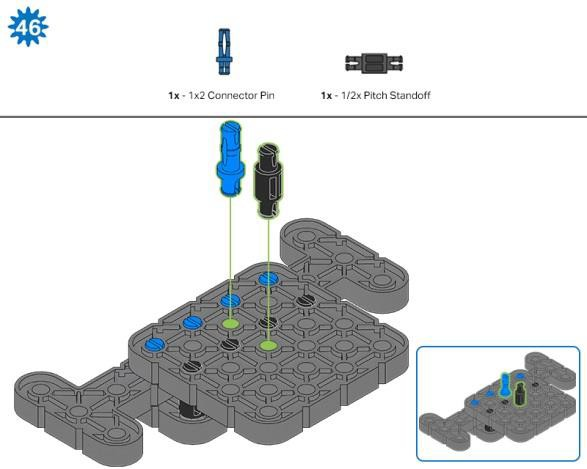 46
1x - 1x2 Connector Pin
1x - 1/2x Pitch Standoff